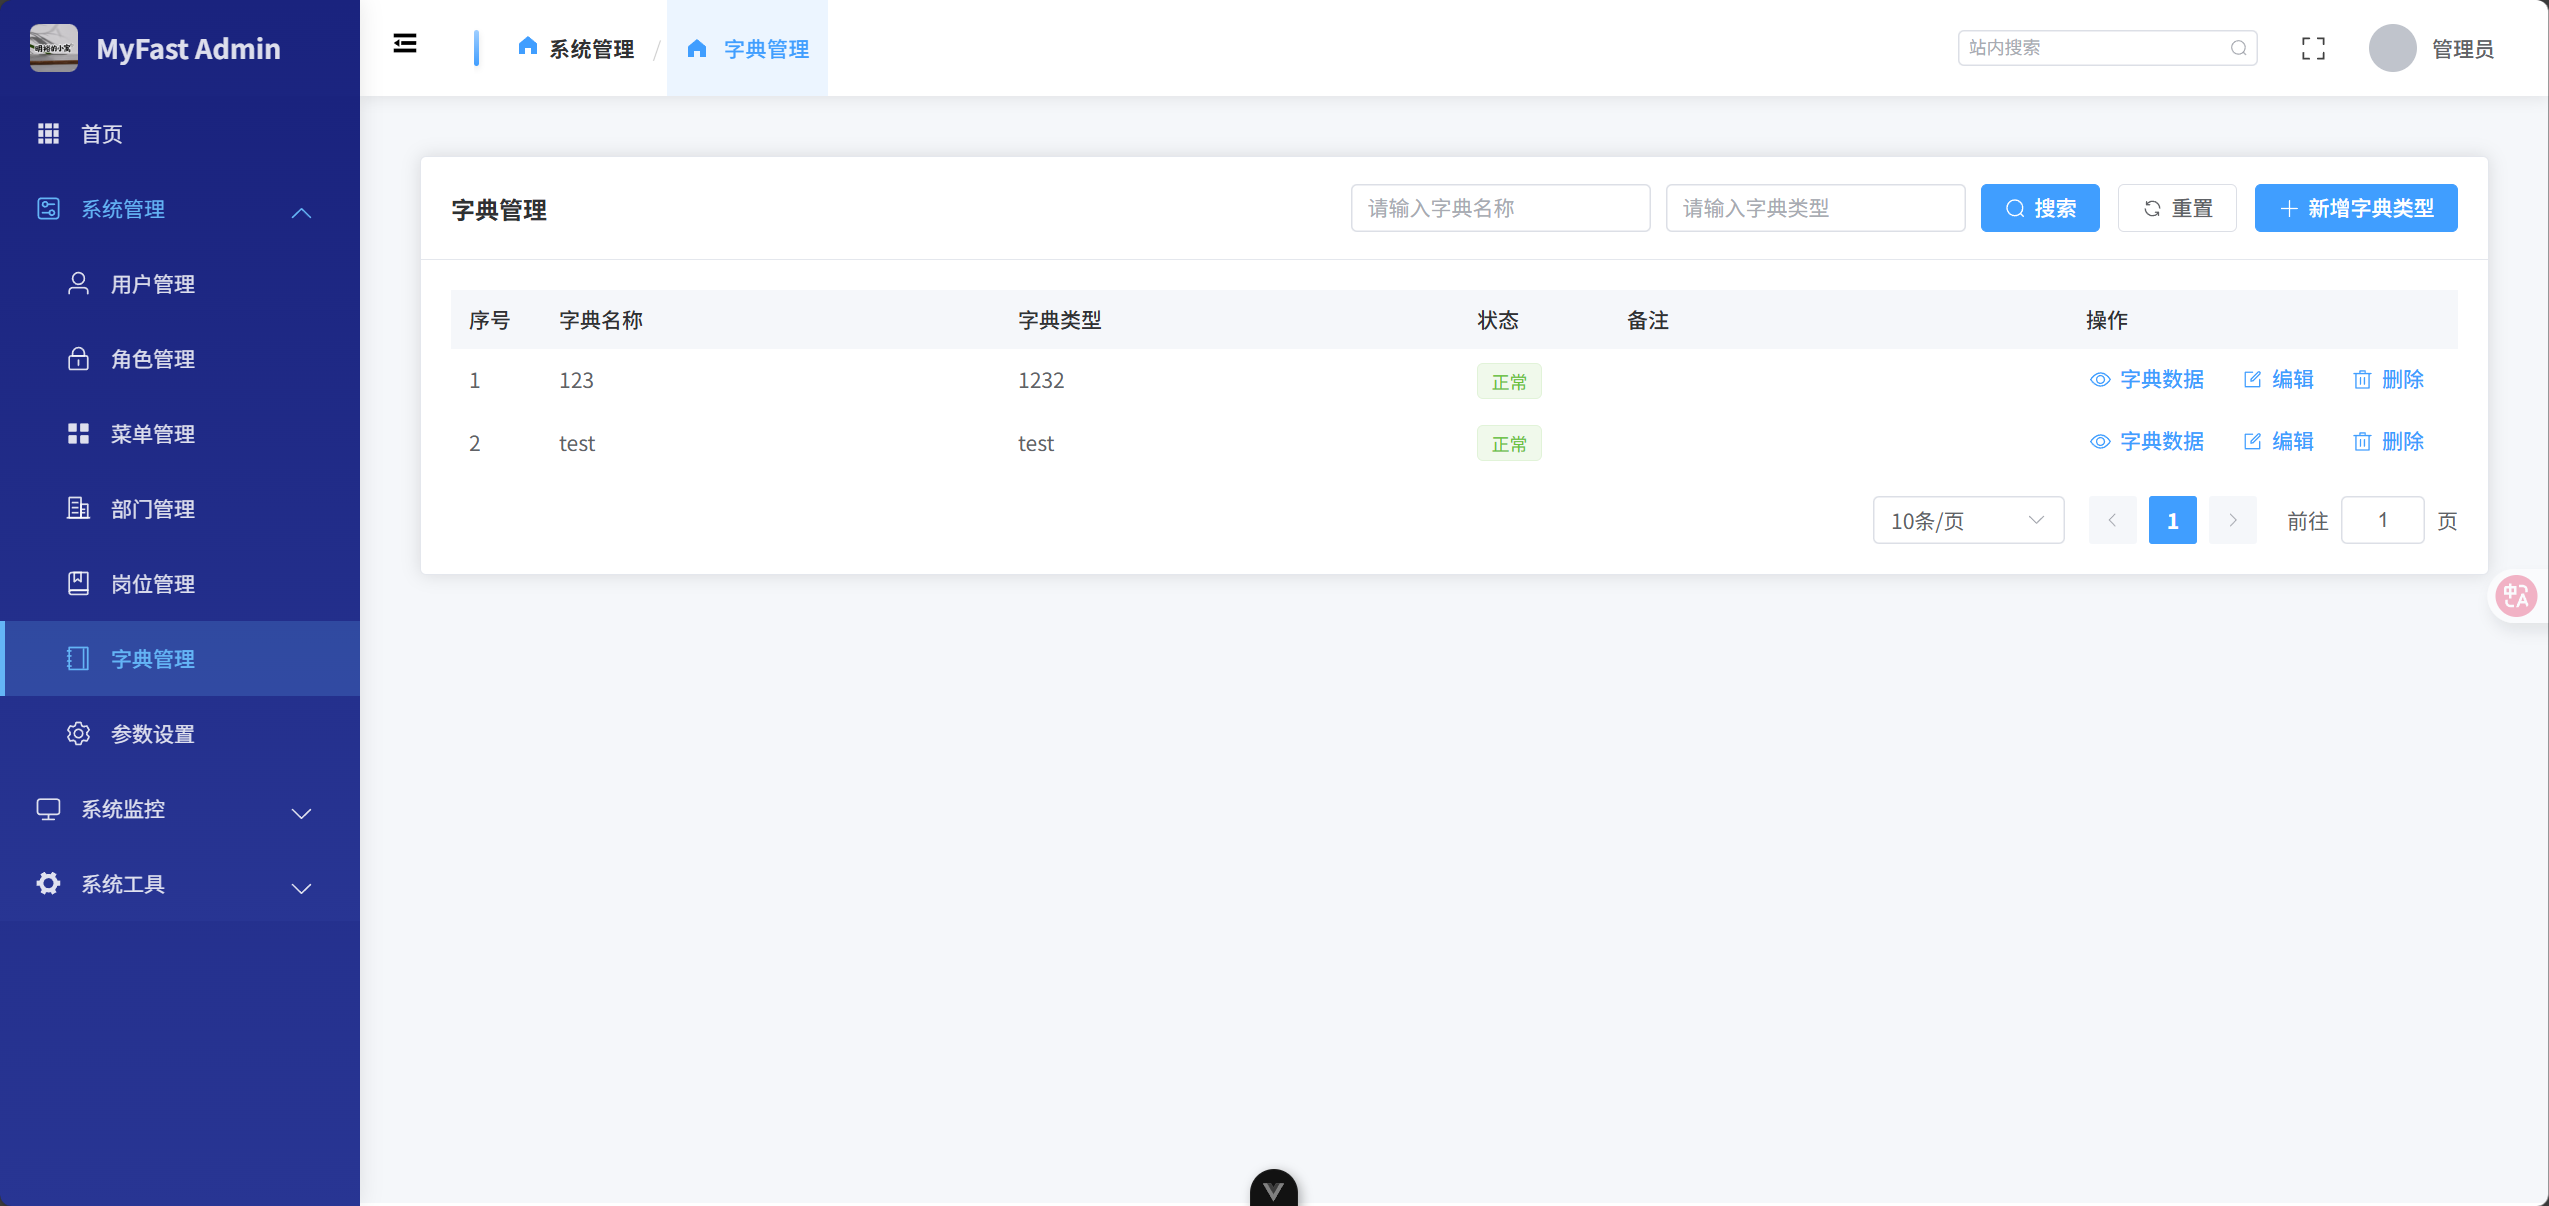 MyFast Admin
首页
系统管理
用户管理
角色管理
菜单管理
部门管理
岗位管理
字典管理
参数设置
系统监控
系统工具
系统管理 / 字典管理
站内搜索
管理员
字典管理
请输入字典名称
请输入字典类型
搜索
重置
新增字典类型
序号 字典名称 字典类型 状态 备注 操作
1 123 1232 正常 字典数据 编辑 删除
2 test test 正常 字典数据 编辑 删除
10条/页 1 前往 1 页
中A